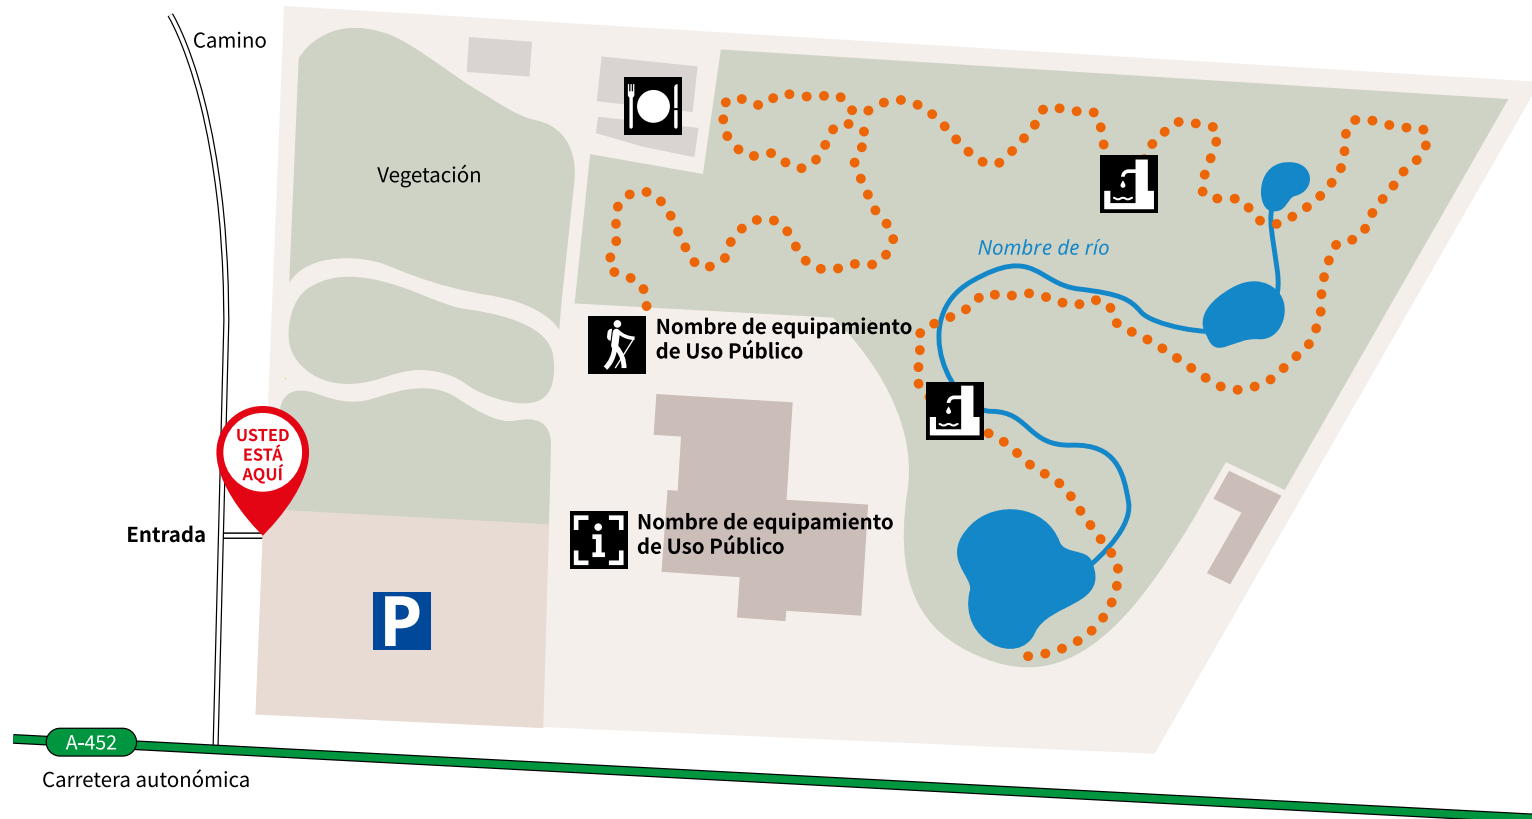 Camino
Vegetación
Nombre de río
Nombre de equipamiento
de Uso Público
USTED
ESTÁ
AQUÍ
Entrada
i
Nombre de equipamiento
de Uso Público
P
A-452
Carretera autonómica